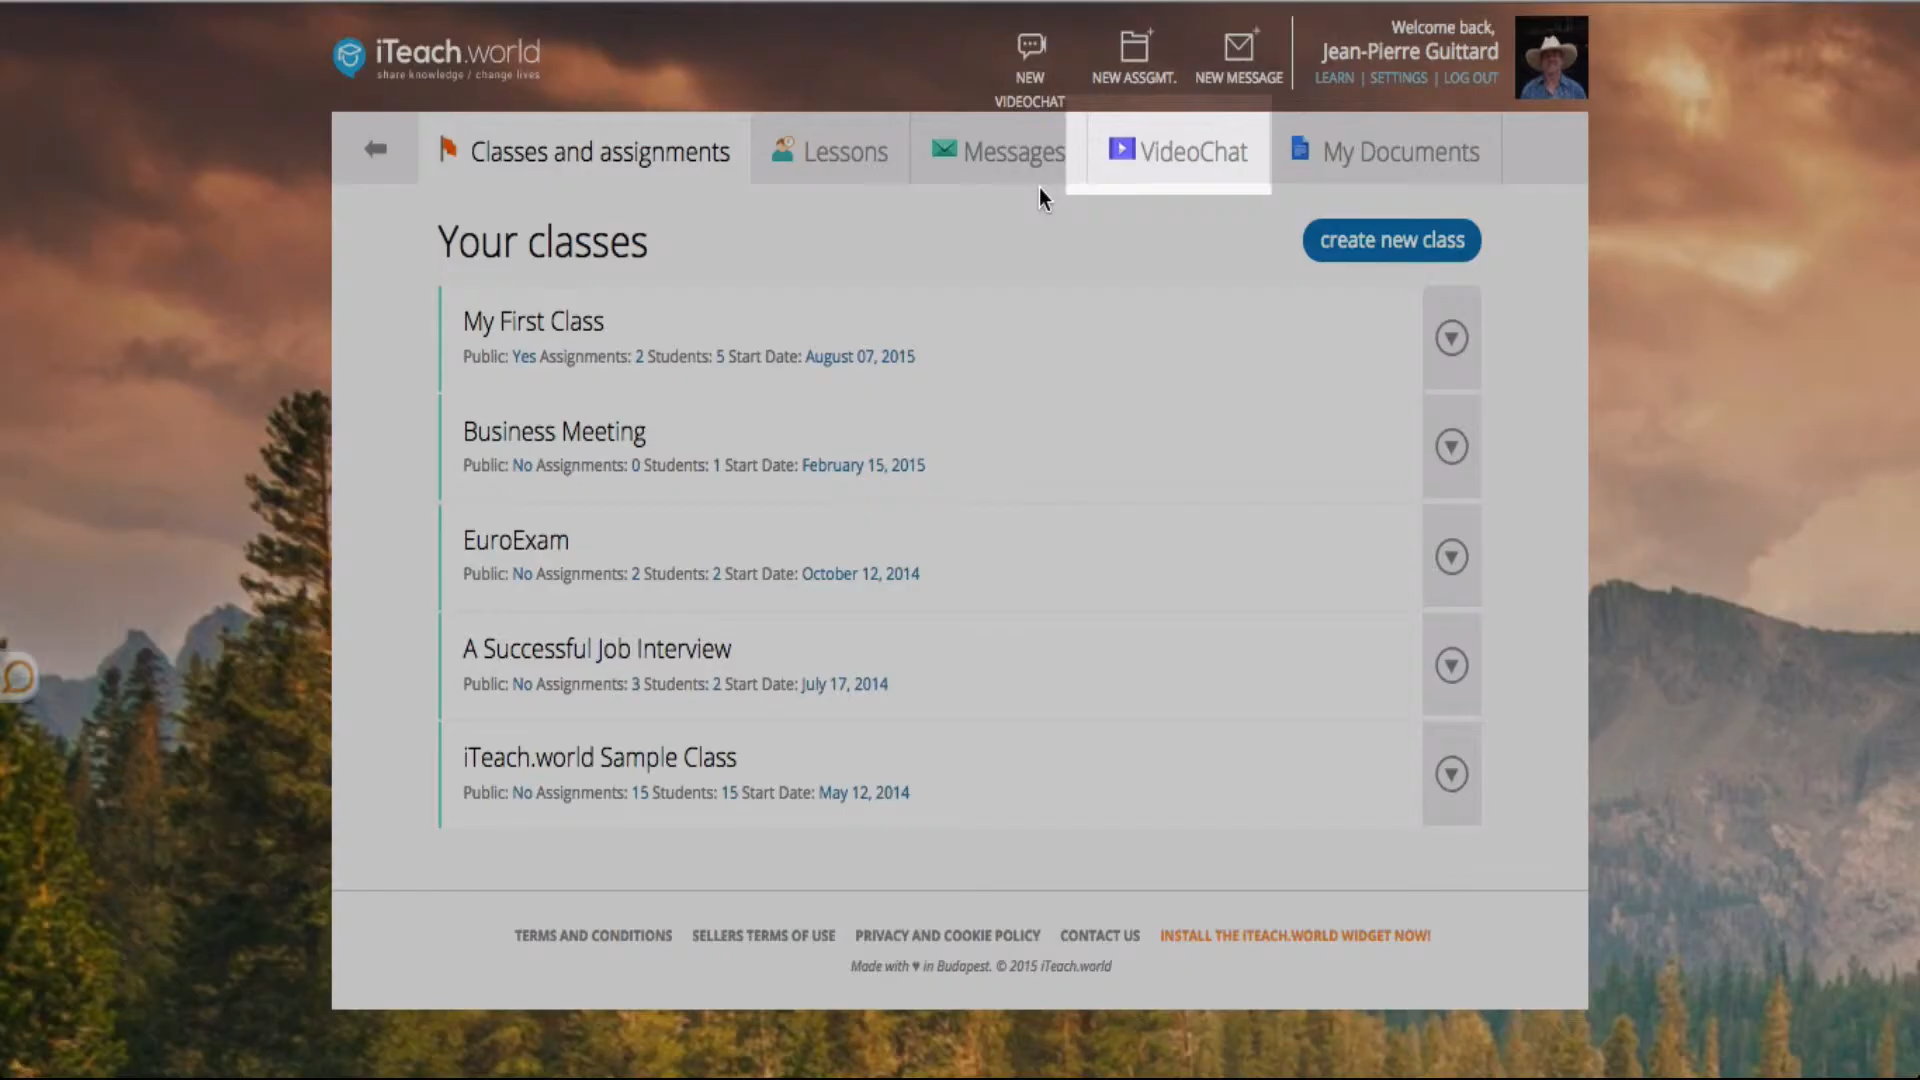 iTeach.world
share knowledge / change lives
NEW VIDEOCHAT
NEW ASSGMT.
NEW MESSAGE
Welcome back,
Jean-Pierre Guittard
LEARN | SETTINGS | LOG OUT
Classes and assignments
Lessons
Messages
VideoChat
My Documents
Your classes
create new class
My First Class
Public: Yes Assignments: 2 Students: 5 Start Date: August 07, 2015
Business Meeting
Public: No Assignments: 0 Students: 1 Start Date: February 15, 2015
EuroExam
Public: No Assignments: 2 Students: 2 Start Date: October 12, 2014
A Successful Job Interview
Public: No Assignments: 3 Students: 2 Start Date: July 17, 2014
iTeach.world Sample Class
Public: No Assignments: 15 Students: 15 Start Date: May 12, 2014
TERMS AND CONDITIONS SELLERS TERMS OF USE PRIVACY AND COOKIE POLICY CONTACT US INSTALL THE ITEACH.WORLD WIDGET NOW!
Made with ♥ in Budapest. © 2015 iTeach.world